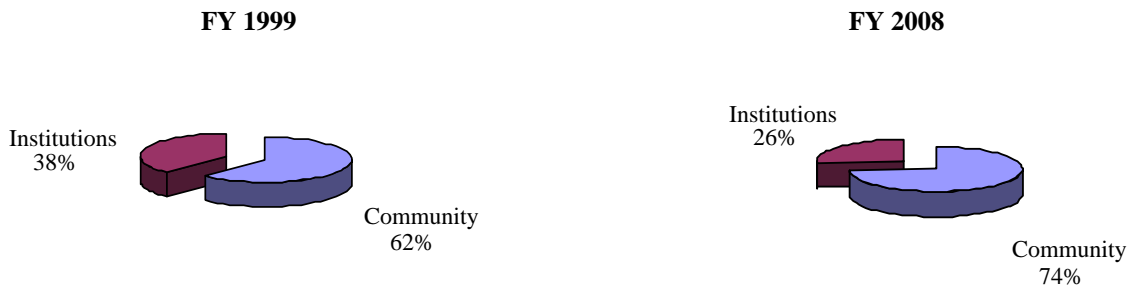 FY 1999
FY 2008
Institutions
38%
Community
62%
Institutions
26%
Community
74%